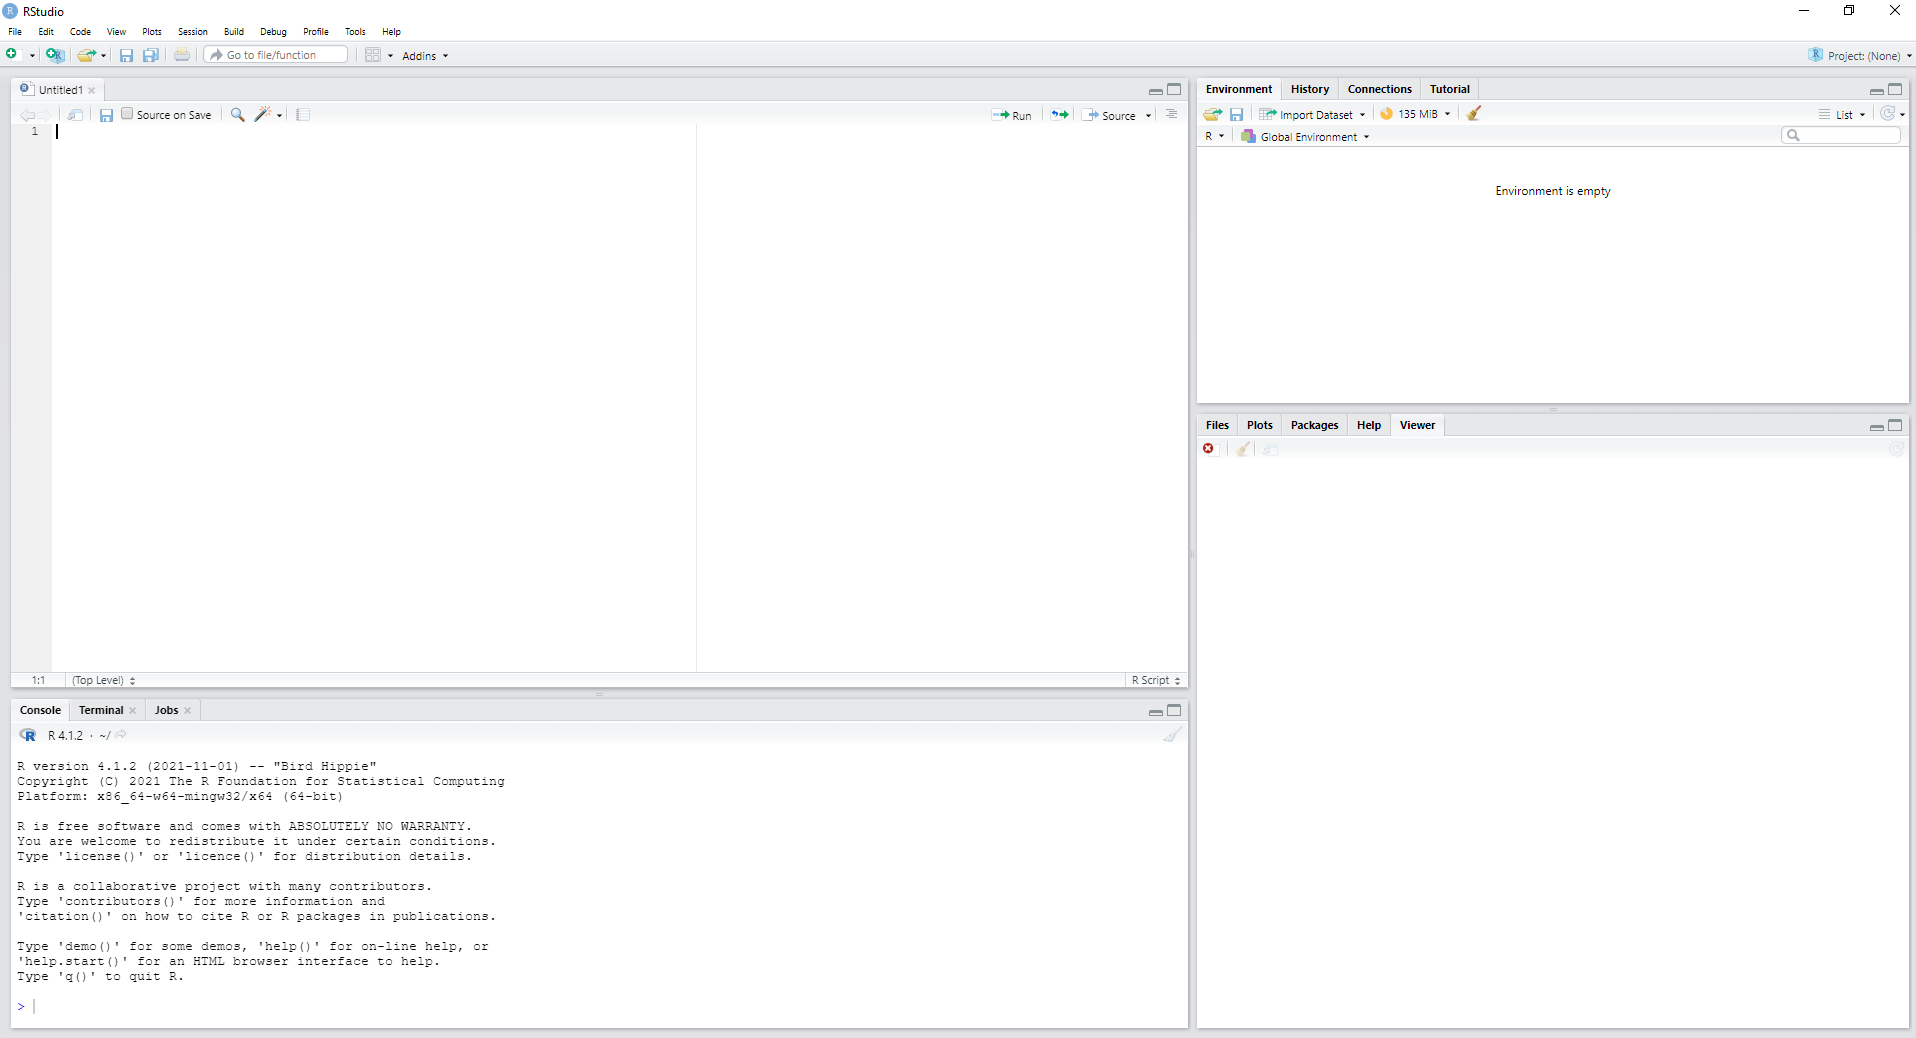 RStudio
File Edit Code View Plots Session Build Debug Profile Tools Help
Go to file/function Addins Project: (None)
Untitled1
Source on Save Run Source
1
1:1 (Top Level) R Script
Console Terminal Jobs
R 4.1.2 · ~/
R version 4.1.2 (2021-11-01) -- "Bird Hippie"
Copyright (C) 2021 The R Foundation for Statistical Computing
Platform: x86_64-w64-mingw32/x64 (64-bit)
R is free software and comes with ABSOLUTELY NO WARRANTY.
You are welcome to redistribute it under certain conditions.
Type 'license()' or 'licence()' for distribution details.
R is a collaborative project with many contributors.
Type 'contributors()' for more information and
'citation()' on how to cite R or R packages in publications.
Type 'demo()' for some demos, 'help()' for on-line help, or
'help.start()' for an HTML browser interface to help.
Type 'q()' to quit R.
>
Environment History Connections Tutorial
Import Dataset 135 MiB List
R Global Environment
Environment is empty
Files Plots Packages Help Viewer